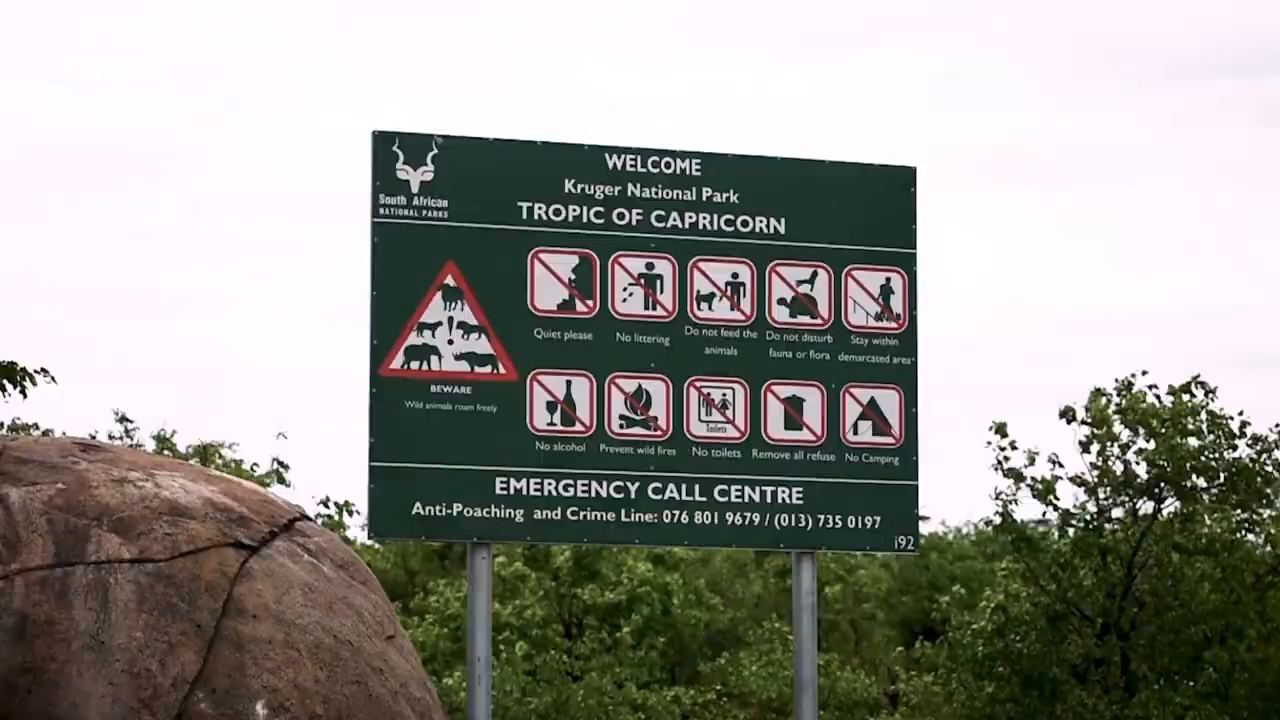 WELCOME
Kruger National Park
TROPIC OF CAPRICORN
South African
NATIONAL PARKS
Quiet please
No littering
Do not feed the
animals
Do not disturb
fauna or flora
Stay within
demarcated area
BEWARE
Wild animals roam freely
Toilets
No alcohol
Prevent wild fires
No toilets
Remove all refuse
No Camping
EMERGENCY CALL CENTRE
Anti-Poaching and Crime Line: 076 801 9679 / (013) 735 0197
i92